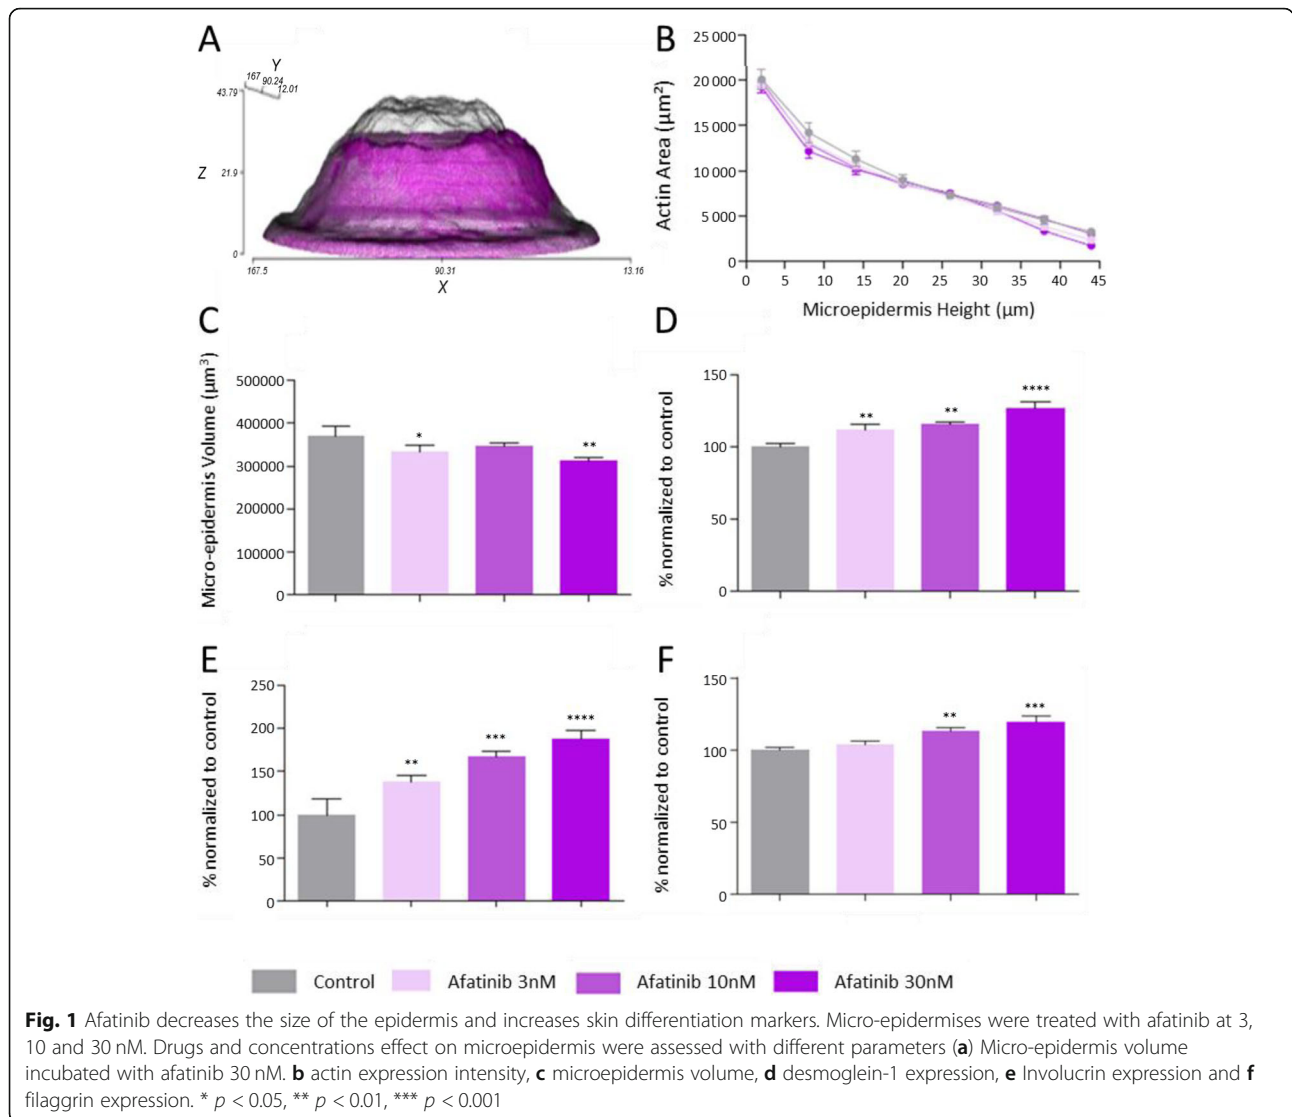 A
Y
167
90.24
12.01
43.79
Z
21.9
0
167.5
90.31
13.16
X
B
Actin Area (µm²)
25 000
20 000
15 000
10 000
5 000
0
0 5 10 15 20 25 30 35 40 45
Microepidermis Height (µm)
C
Micro-epidermis Volume (µm³)
500000
400000
300000
200000
100000
0
*
**
D
% normalized to control
150
100
50
0
**
**
****
E
% normalized to control
250
200
150
100
50
0
**
***
****
F
% normalized to control
150
100
50
0
**
***
Control Afatinib 3nM Afatinib 10nM Afatinib 30nM
Fig. 1 Afatinib decreases the size of the epidermis and increases skin differentiation markers. Micro-epidermises were treated with afatinib at 3,
10 and 30 nM. Drugs and concentrations effect on microepidermis were assessed with different parameters (a) Micro-epidermis volume
incubated with afatinib 30 nM. b actin expression intensity, c microepidermis volume, d desmoglein-1 expression, e Involucrin expression and f
filaggrin expression. * p < 0.05, ** p < 0.01, *** p < 0.001